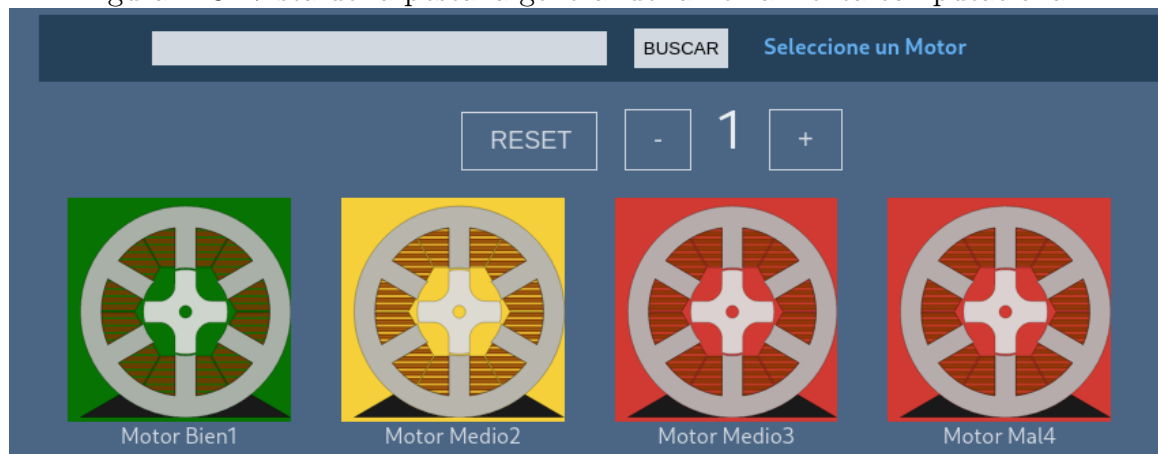 BUSCAR Seleccione un Motor
RESET - 1 +
Motor Bien1 Motor Medio2 Motor Medio3 Motor Mal4